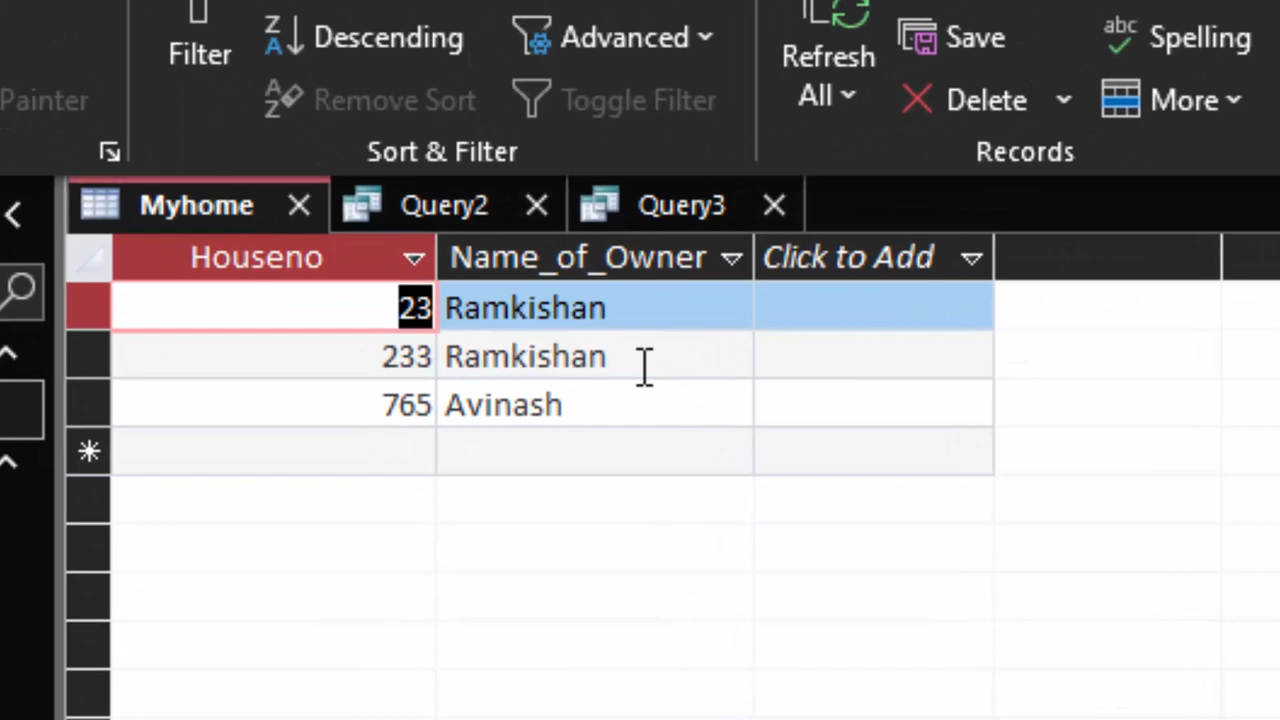 Filter
Descending
Advanced
Refresh
All
Save
Spelling
abc
Painter
Remove Sort
Toggle Filter
Delete
More
Sort & Filter
Records
Myhome
Query2
Query3
Houseno
Name_of_Owner
Click to Add
23 Ramkishan
233 Ramkishan
765 Avinash